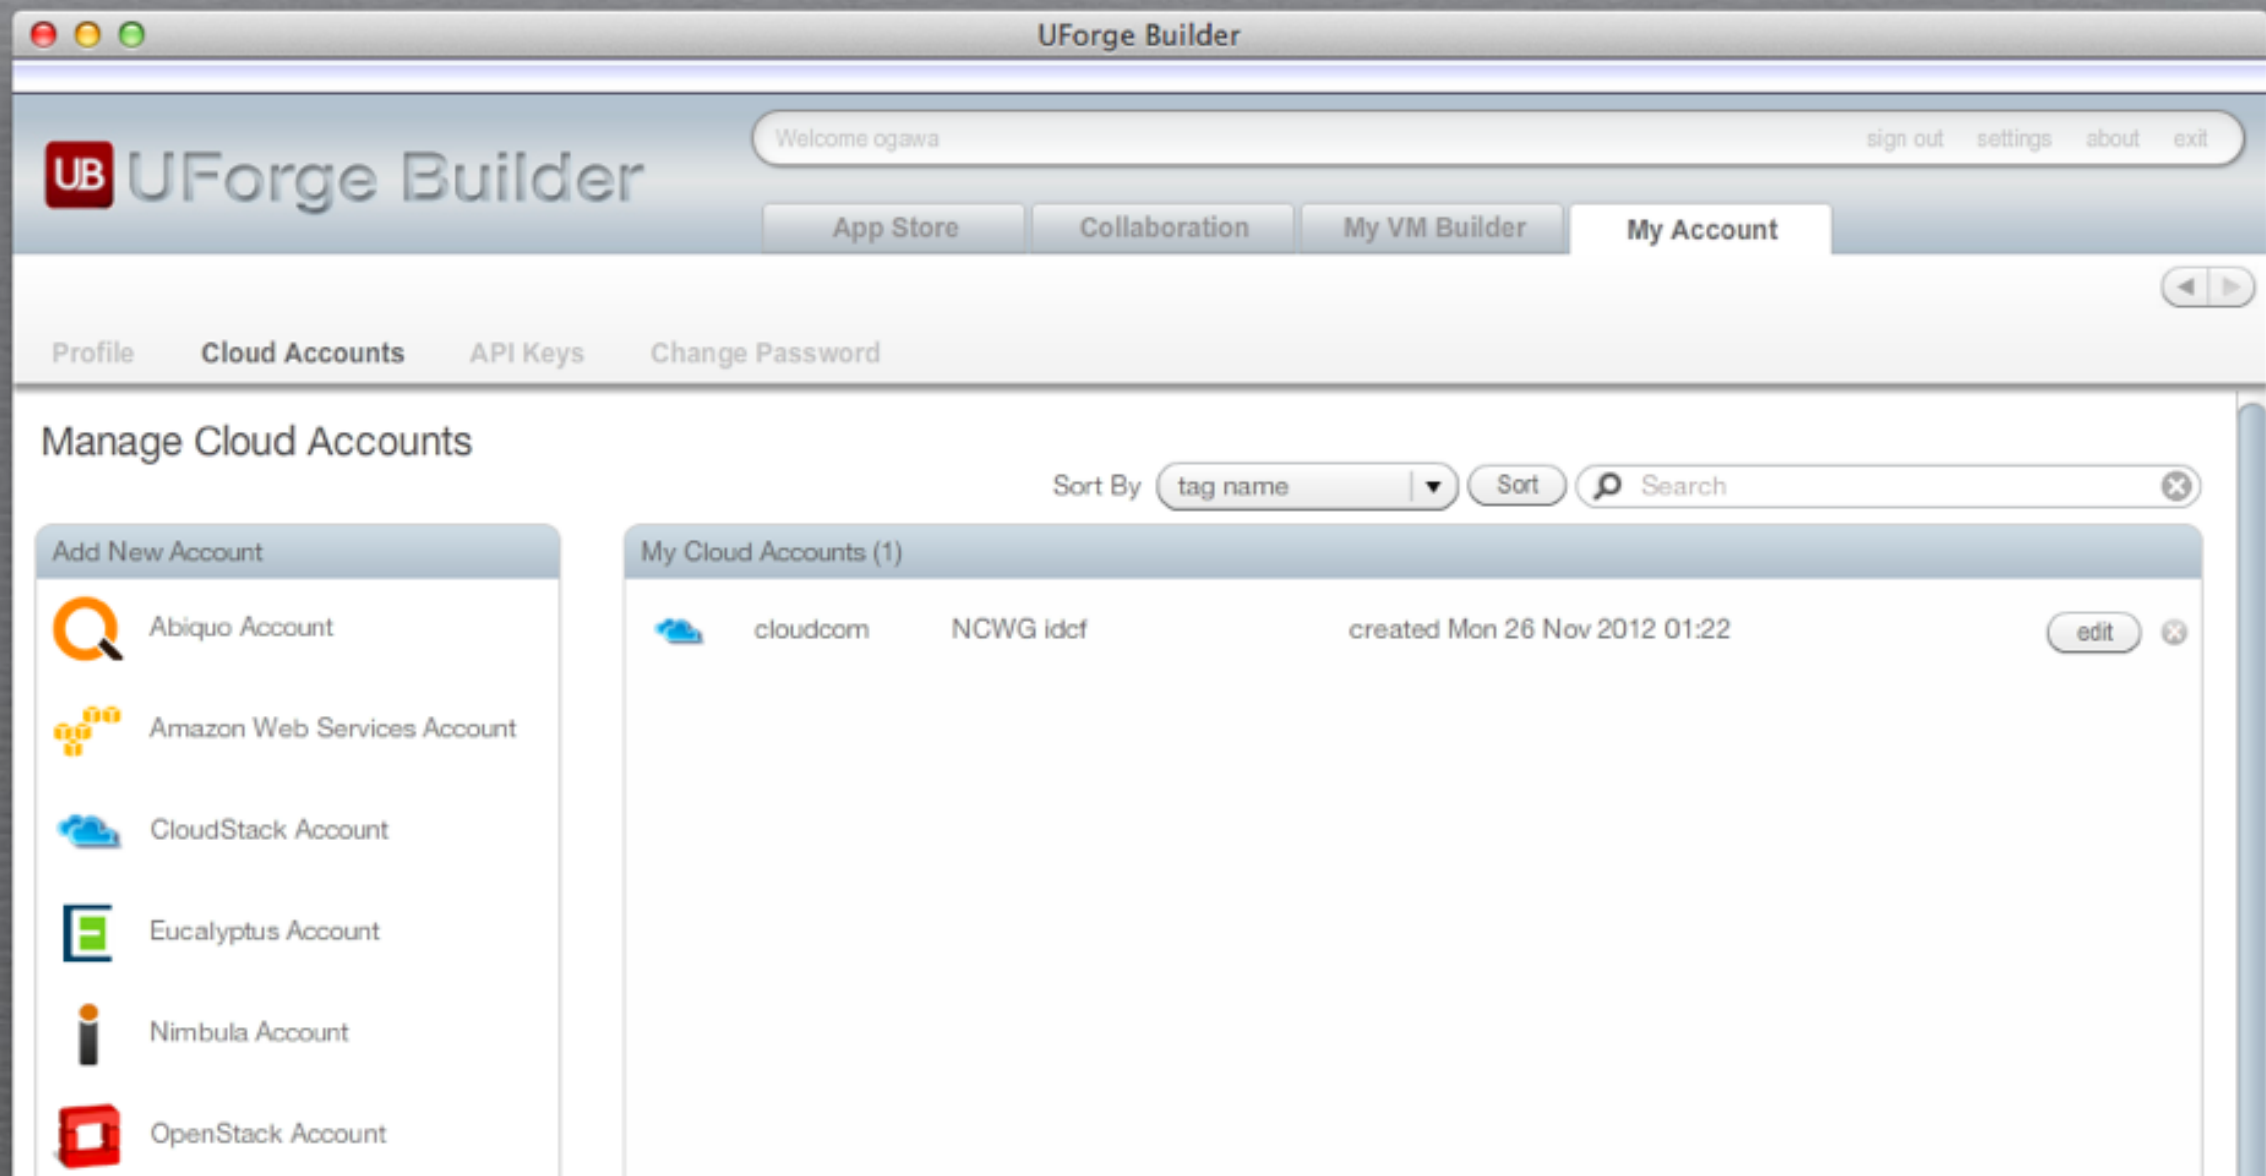 UForge Builder
Welcome ogawa sign out settings about exit
UB UForge Builder
App Store Collaboration My VM Builder My Account
Profile Cloud Accounts API Keys Change Password
Manage Cloud Accounts
Sort By tag name Sort Search
Add New Account
Abiquo Account
Amazon Web Services Account
CloudStack Account
Eucalyptus Account
Nimbula Account
OpenStack Account
My Cloud Accounts (1)
cloudcom NCWG idcf created Mon 26 Nov 2012 01:22 edit